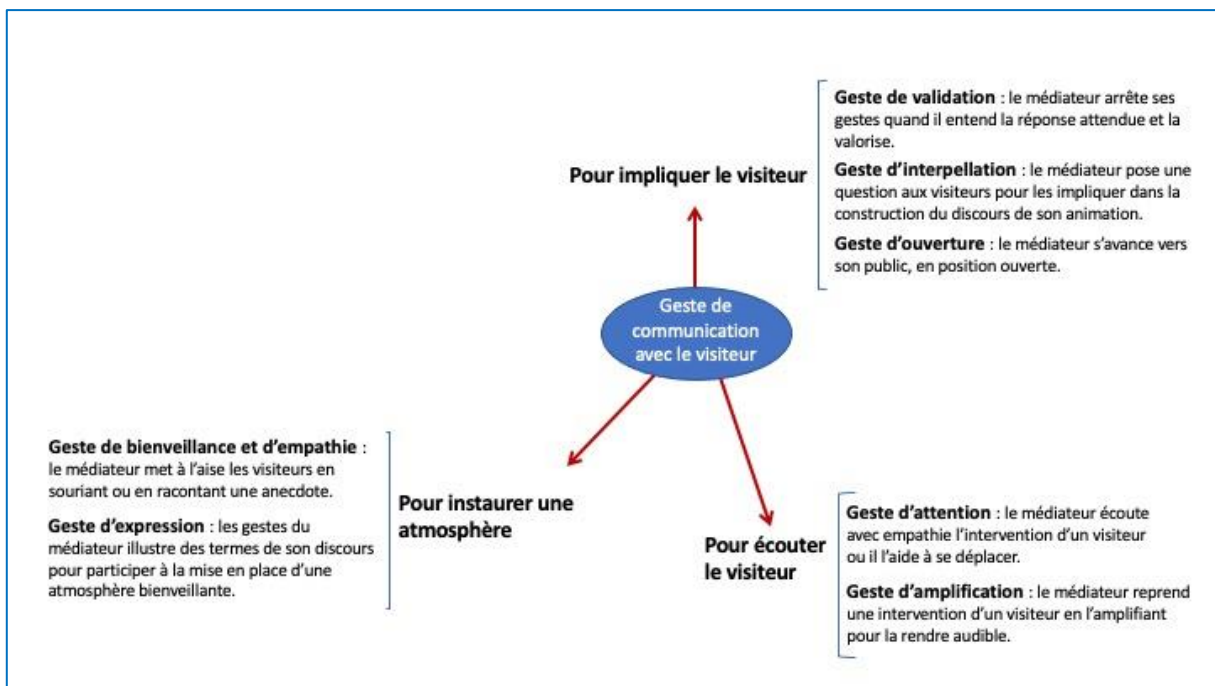 Geste de validation : le médiateur arrête ses
gestes quand il entend la réponse attendue et la
valorise.
Pour impliquer le visiteur
Geste d’interpellation : le médiateur pose une
question aux visiteurs pour les impliquer dans la
construction du discours de son animation.
Geste d’ouverture : le médiateur s’avance vers
son public, en position ouverte.
Geste de
communication
avec le visiteur
Geste de bienveillance et d’empathie :
le médiateur met à l’aise les visiteurs en
souriant ou en racontant une anecdote.
Geste d’expression : les gestes du
médiateur illustre des termes de son discours
pour participer à la mise en place d’une
atmosphère bienveillante.
Pour instaurer une
atmosphère
Pour écouter
le visiteur
Geste d’attention : le médiateur écoute
avec empathie l’intervention d’un visiteur
ou il l’aide à se déplacer.
Geste d’amplification : le médiateur reprend
une intervention d’un visiteur en l’amplifiant
pour la rendre audible.